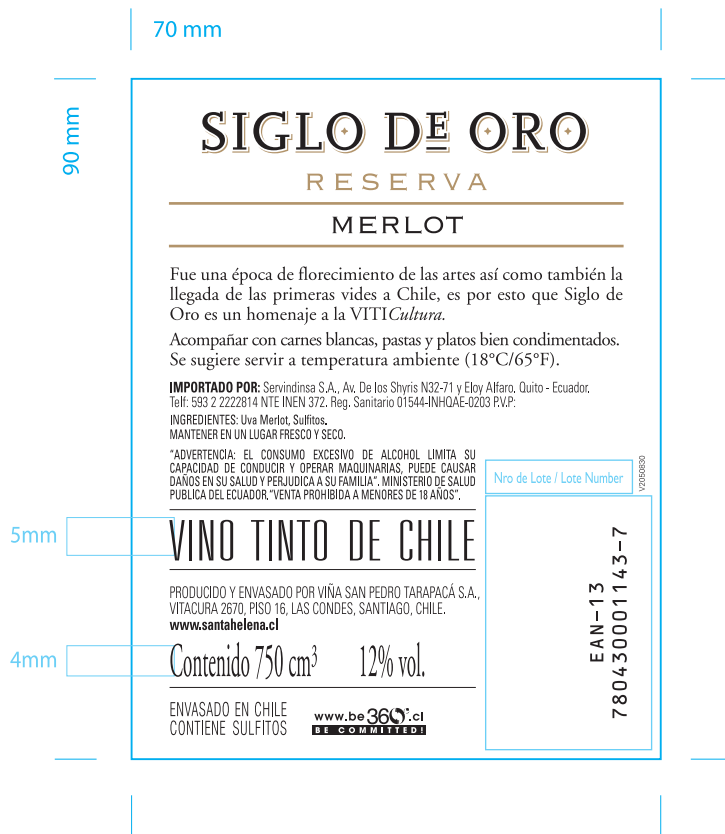 70 mm
90 mm
SIGLO DE ORO
RESERVA
MERLOT
Fue una época de florecimiento de las artes así como también la
llegada de las primeras vides a Chile, es por esto que Siglo de
Oro es un homenaje a la VITICultura.
Acompañar con carnes blancas, pastas y platos bien condimentados.
Se sugiere servir a temperatura ambiente (18°C/65°F).
IMPORTADO POR: Servindinsa S.A., Av. De los Shyris N32-71 y Eloy Alfaro, Quito - Ecuador.
Telf: 593 2 2222814 NTE INEN 372. Reg. Sanitario 01544-INHQAE-0203 P.V.P:
INGREDIENTES: Uva Merlot, Sulfitos.
MANTENER EN UN LUGAR FRESCO Y SECO.
"ADVERTENCIA: EL CONSUMO EXCESIVO DE ALCOHOL LIMITA SU
CAPACIDAD DE CONDUCIR Y OPERAR MAQUINARIAS, PUEDE CAUSAR
DAÑOS EN SU SALUD Y PERJUDICA A SU FAMILIA". MINISTERIO DE SALUD
PUBLICA DEL ECUADOR."VENTA PROHIBIDA A MENORES DE 18 AÑOS".
Nro de Lote / Lote Number
V2050830
5mm
VINO TINTO DE CHILE
PRODUCIDO Y ENVASADO POR VIÑA SAN PEDRO TARAPACÁ S.A.,
VITACURA 2670, PISO 16, LAS CONDES, SANTIAGO, CHILE.
www.santahelena.cl
4mm
Contenido 750 cm³ 12% vol.
ENVASADO EN CHILE
CONTIENE SULFITOS
www.be360°.cl
BE COMMITTED!
EAN-13
780430001143-7